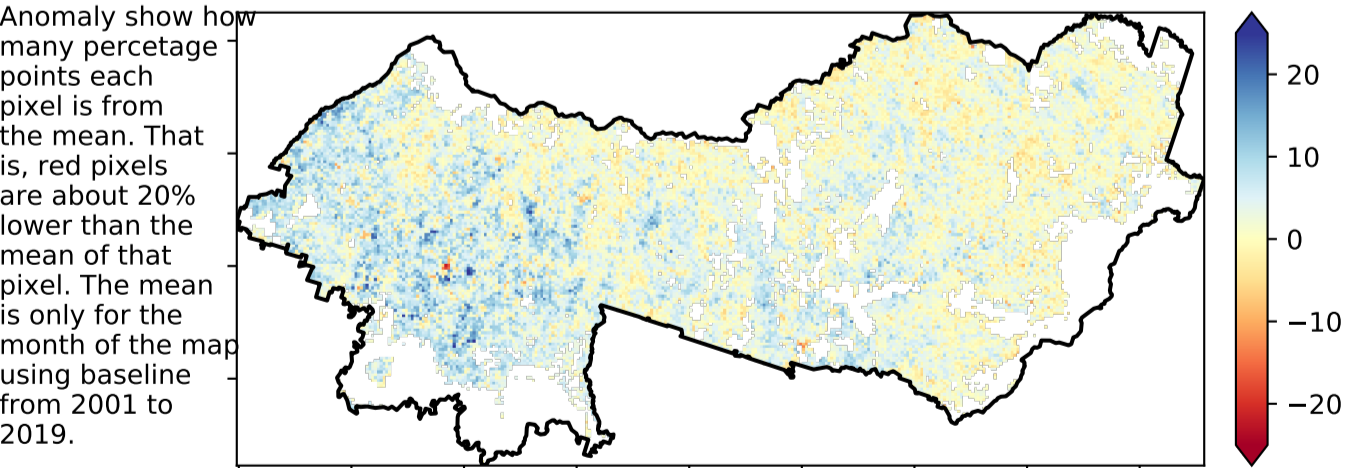 Anomaly show how
many percetage
points each
pixel is from
the mean. That
is, red pixels
are about 20%
lower than the
mean of that
pixel. The mean
is only for the
month of the map
using baseline
from 2001 to
2019.
20
10
0
−10
−20